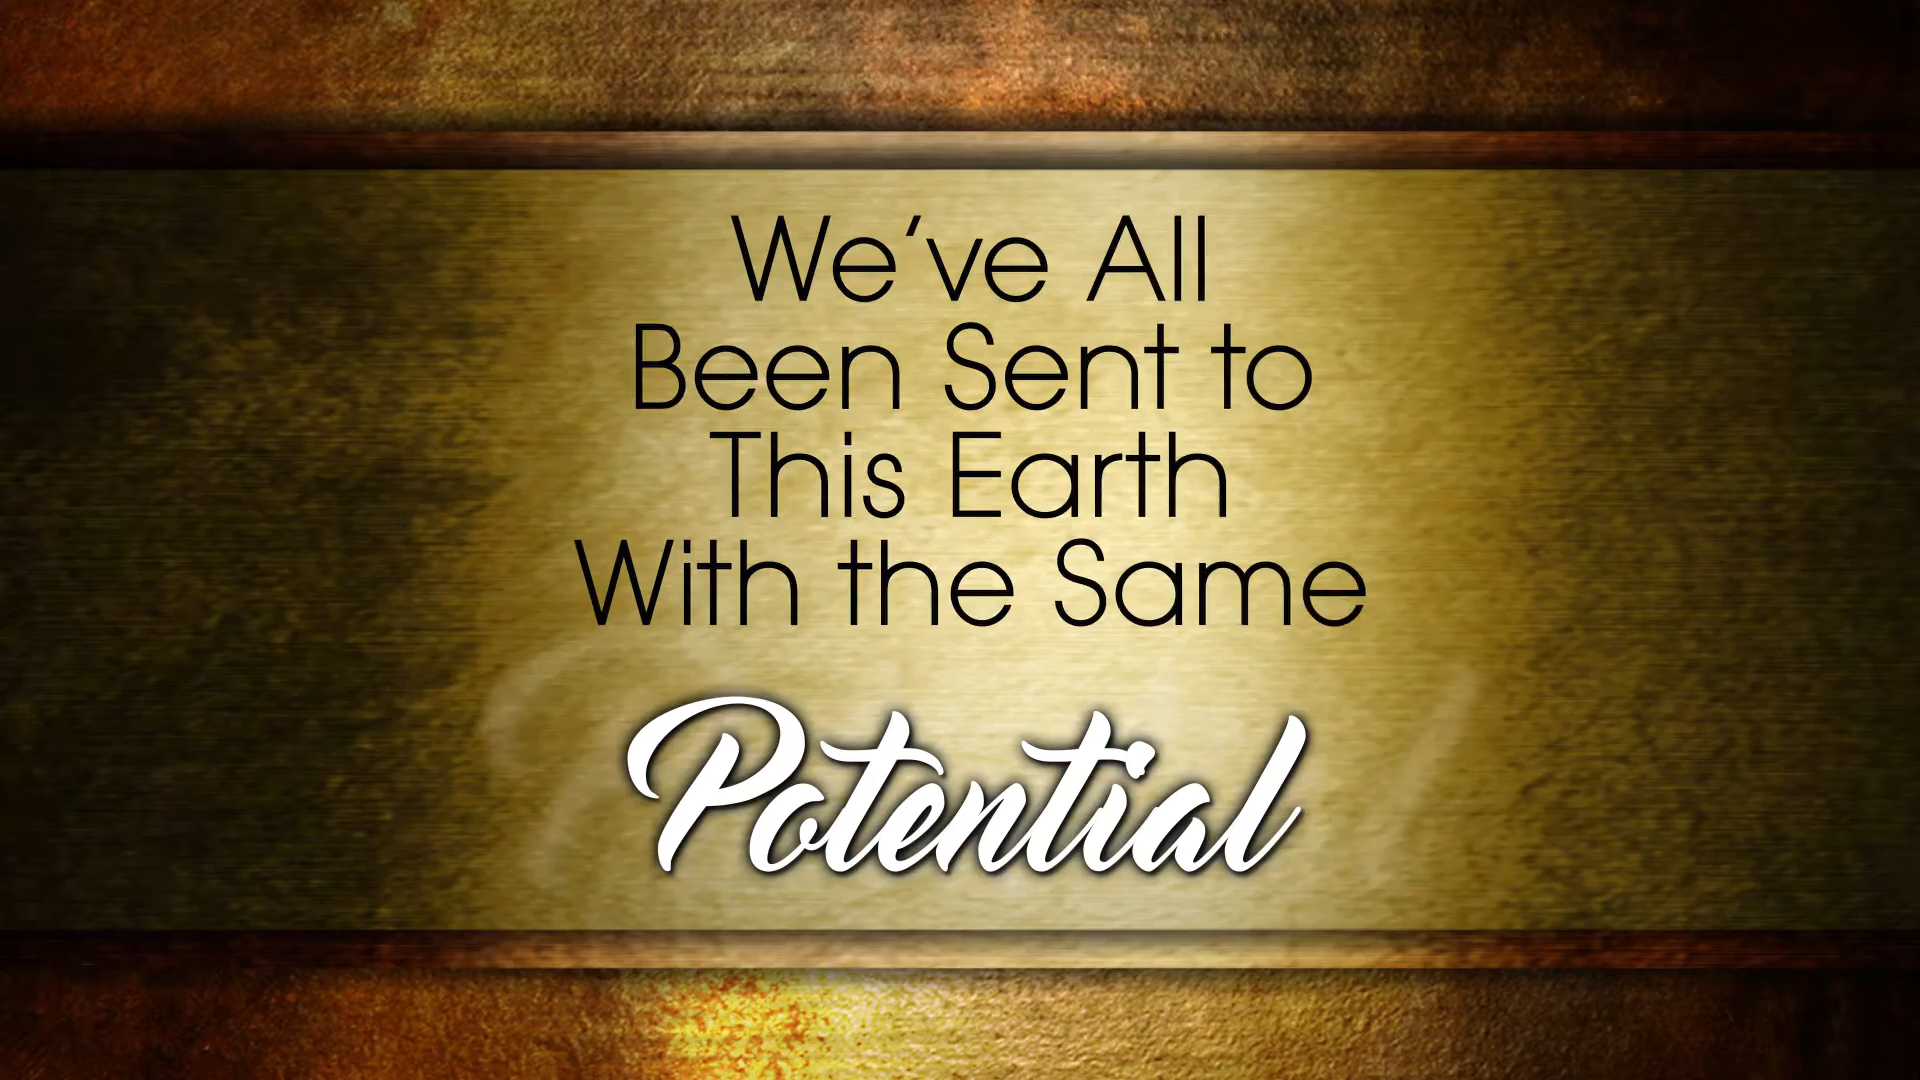 We’ve All
Been Sent to
This Earth
With the Same
Potential